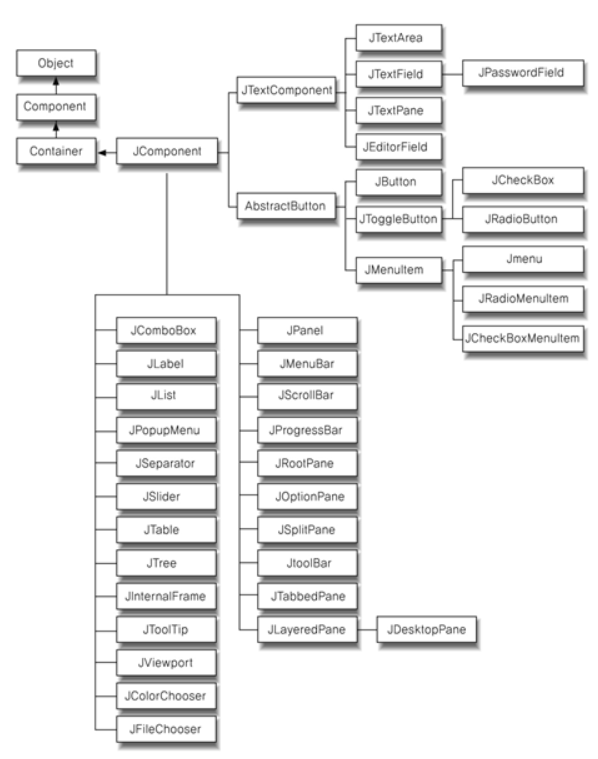 Object
Component
Container
JComponent
JTextComponent
JTextArea
JTextField
JPasswordField
JTextPane
JEditorField
AbstractButton
JButton
JToggleButton
JCheckBox
JRadioButton
JMenuItem
Jmenu
JRadioMenuItem
JCheckBoxMenuItem
JComboBox
JLabel
JList
JPopupMenu
JSeparator
JSlider
JTable
JTree
JInternalFrame
JToolTip
JViewport
JColorChooser
JFileChooser
JPanel
JMenuBar
JScrollBar
JProgressBar
JRootPane
JOptionPane
JSplitPane
JtoolBar
JTabbedPane
JLayeredPane
JDesktopPane